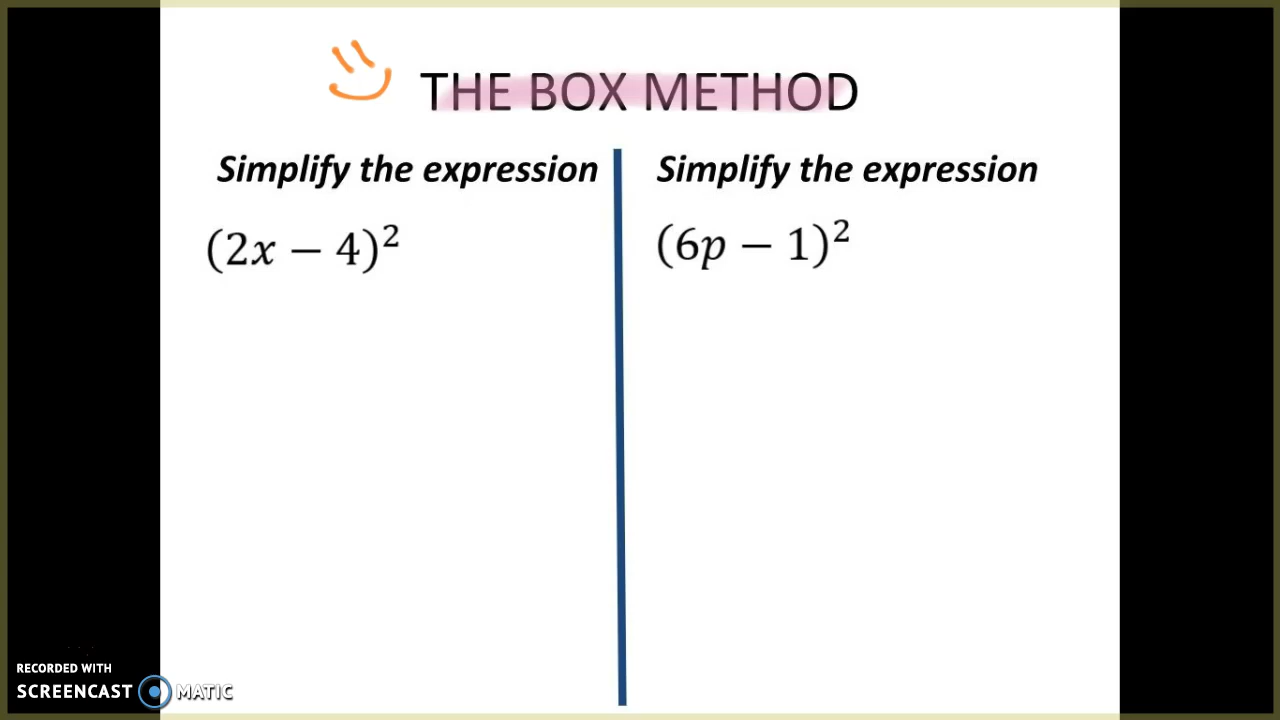 THE BOX METHOD
Simplify the expression
(2x − 4)²
Simplify the expression
(6p − 1)²
RECORDED WITH
SCREENCAST MATIC